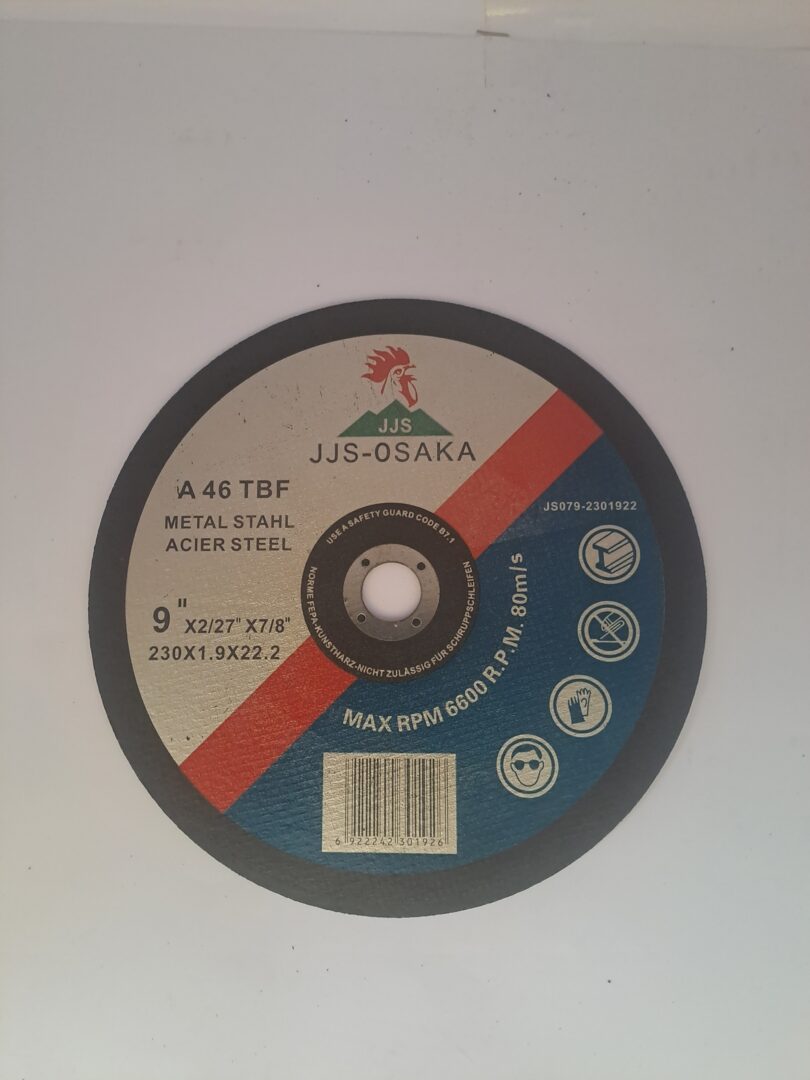 JJS
JJS-OSAKA
A 46 TBF
METAL STAHL
ACIER STEEL
9" X2/27" X7/8"
230X1.9X22.2
USE A SAFETY GUARD CODE B7.1
NORME FEPA-KUNSTHARZ-NICHT ZULÄSSIG FÜR SCHRUPPSCHLEIFEN
JS079-2301922
MAX RPM 6600 R.P.M. 80m/s
6 922242 301926